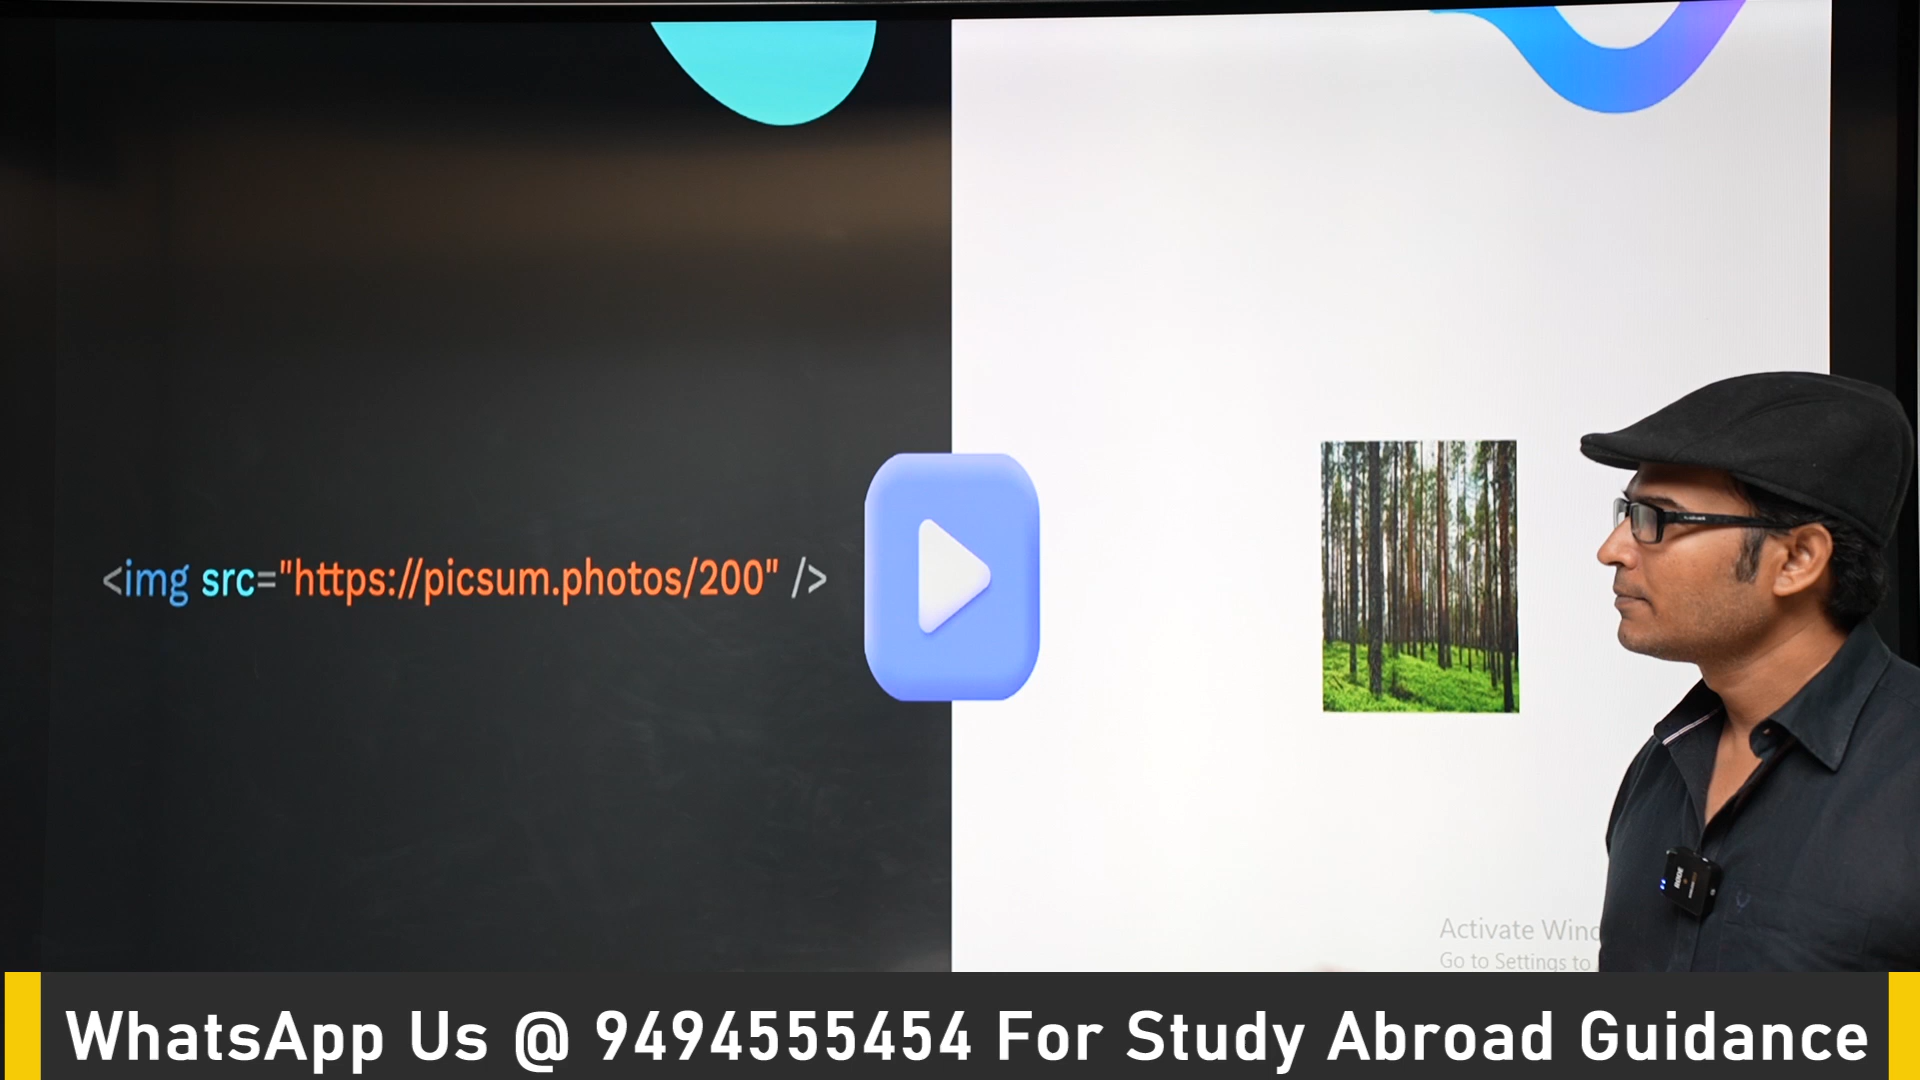 <img src="https://picsum.photos/200" />
RØDE
Activate Wind
Go to Settings to
WhatsApp Us @ 9494555454 For Study Abroad Guidance